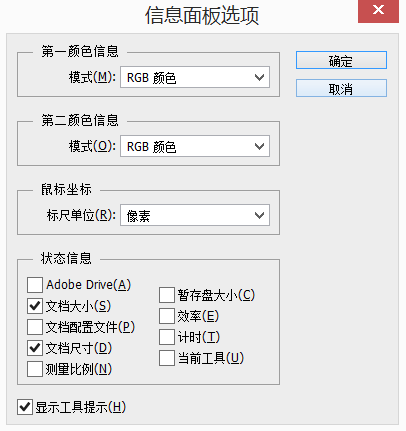 信息面板选项
第一颜色信息
模式(M): RGB 颜色
确定
取消
第二颜色信息
模式(O): RGB 颜色
鼠标坐标
标尺单位(R): 像素
状态信息
Adobe Drive(A)
文档大小(S)
文档配置文件(P)
文档尺寸(D)
测量比例(N)
暂存盘大小(C)
效率(E)
计时(T)
当前工具(U)
显示工具提示(H)